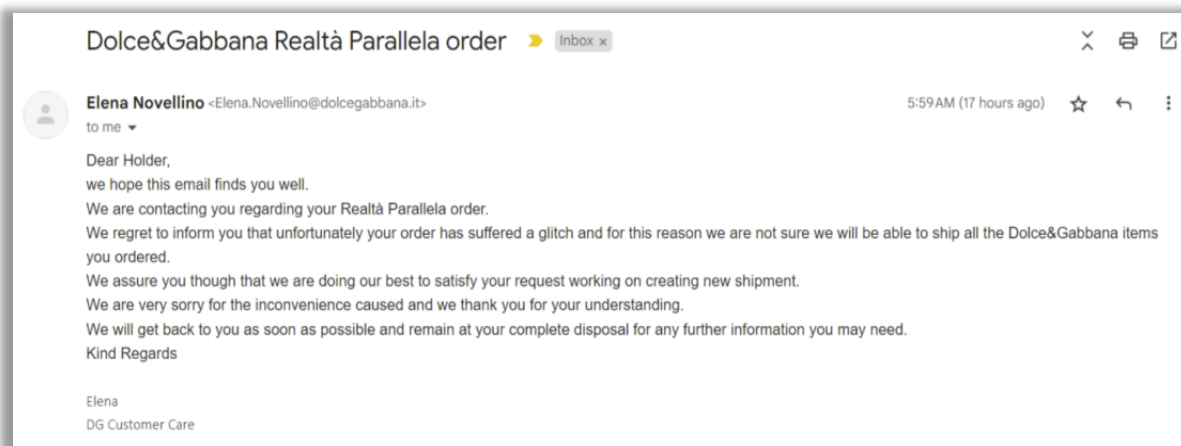 Dolce&Gabbana Realtà Parallela order Inbox x
Elena Novellino <Elena.Novellino@dolcegabbana.it> 5:59 AM (17 hours ago)
to me
Dear Holder,
we hope this email finds you well.
We are contacting you regarding your Realtà Parallela order.
We regret to inform you that unfortunately your order has suffered a glitch and for this reason we are not sure we will be able to ship all the Dolce&Gabbana items
you ordered.
We assure you though that we are doing our best to satisfy your request working on creating new shipment.
We are very sorry for the inconvenience caused and we thank you for your understanding.
We will get back to you as soon as possible and remain at your complete disposal for any further information you may need.
Kind Regards
Elena
DG Customer Care